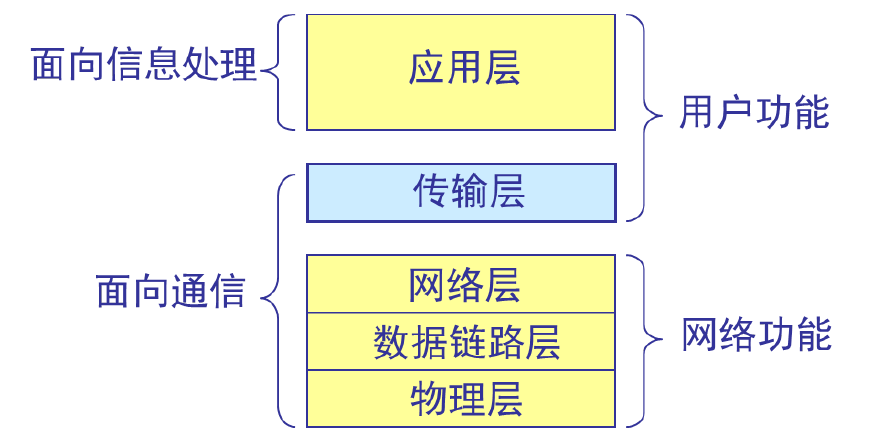 面向信息处理
应用层
用户功能
传输层
面向通信
网络层
数据链路层
物理层
网络功能